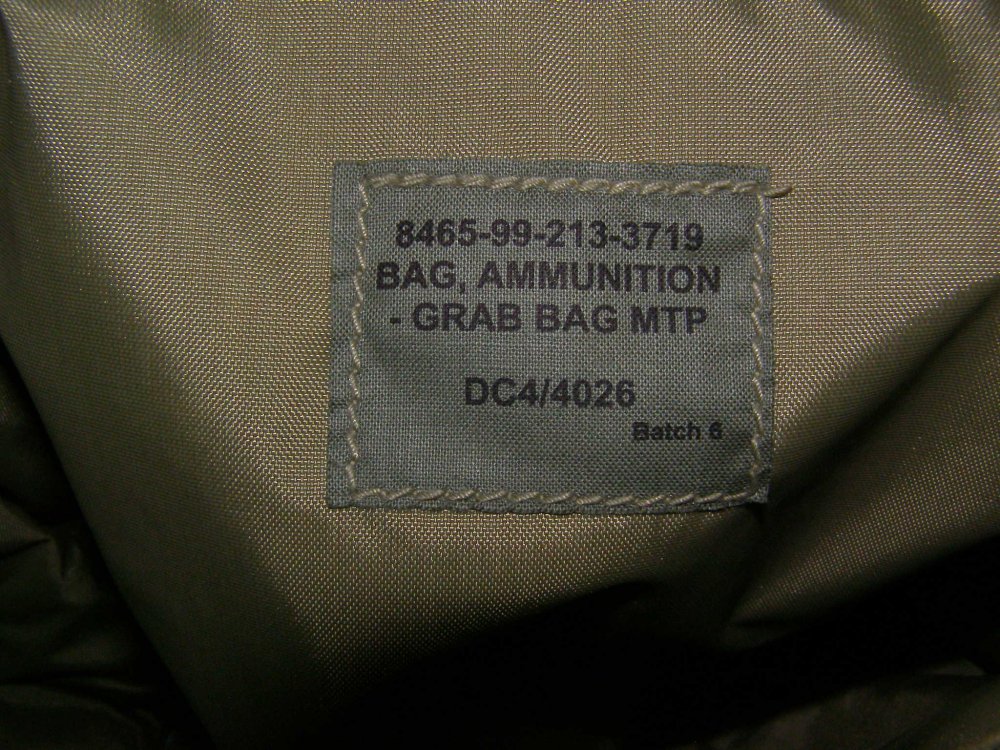 8465-99-213-3719
BAG, AMMUNITION
- GRAB BAG MTP
DC4/4026
Batch 6